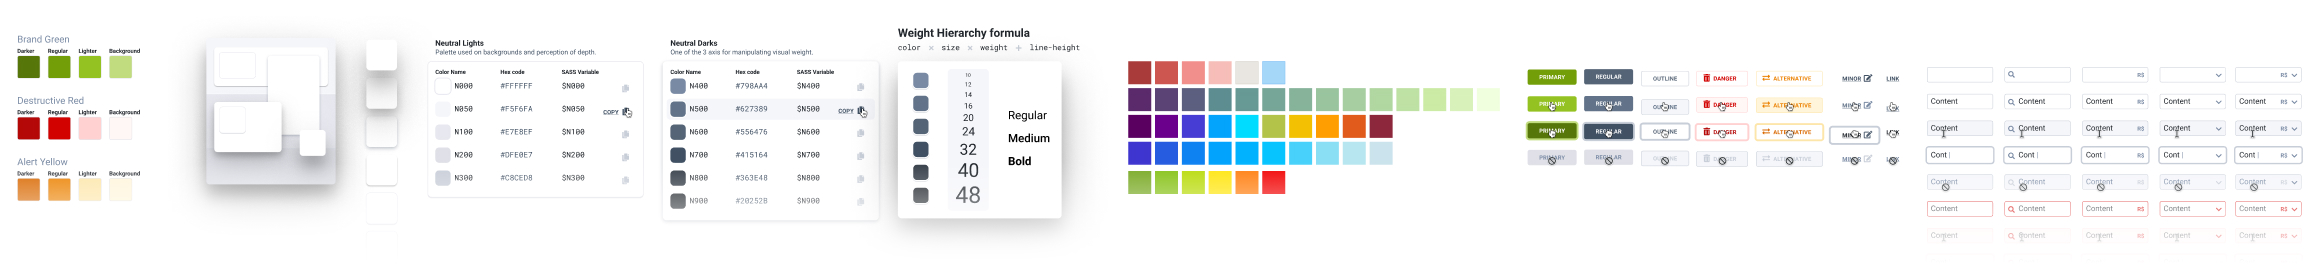 Brand Green
Darker Regular Lighter Background
Destructive Red
Darker Regular Lighter Background
Alert Yellow
Darker Regular Lighter Background
Neutral Lights
Palette used on backgrounds and perception of depth.
Color Name Hex code SASS Variable
N000 #FFFFFF $N000
N050 #F5F6FA $N050 COPY
N100 #E7E8EF $N100
N200 #DFE0E7 $N200
N300 #C8CED8 $N300
Neutral Darks
One of the 3 axis for manipulating visual weight.
Color Name Hex code SASS Variable
N400 #798AA4 $N400
N500 #627389 $N500 COPY
N600 #556476 $N600
N700 #415164 $N700
N800 #363E48 $N800
N900 #20252B $N900
Weight Hierarchy formula
color × size × weight + line-height
10
12
14
16
20
24
32
40
48
Regular
Medium
Bold
PRIMARY REGULAR OUTLINE DANGER ALTERNATIVE MINOR LINK
PRIMARY REGULAR OUTLINE DANGER ALTERNATIVE MINOR LINK
PRIMARY REGULAR OUTLINE DANGER ALTERNATIVE MINOR LINK
PRIMARY REGULAR OUTLINE DANGER ALTERNATIVE MINOR LINK
R$ R$
Content Content Content R$ Content Content R$
Content Content Content R$ Content Content R$
Cont Cont Cont R$ Cont Cont R$
Content Content Content R$ Content Content R$
Content Content Content R$ Content Content R$
Content Content Content R$ Content Content R$